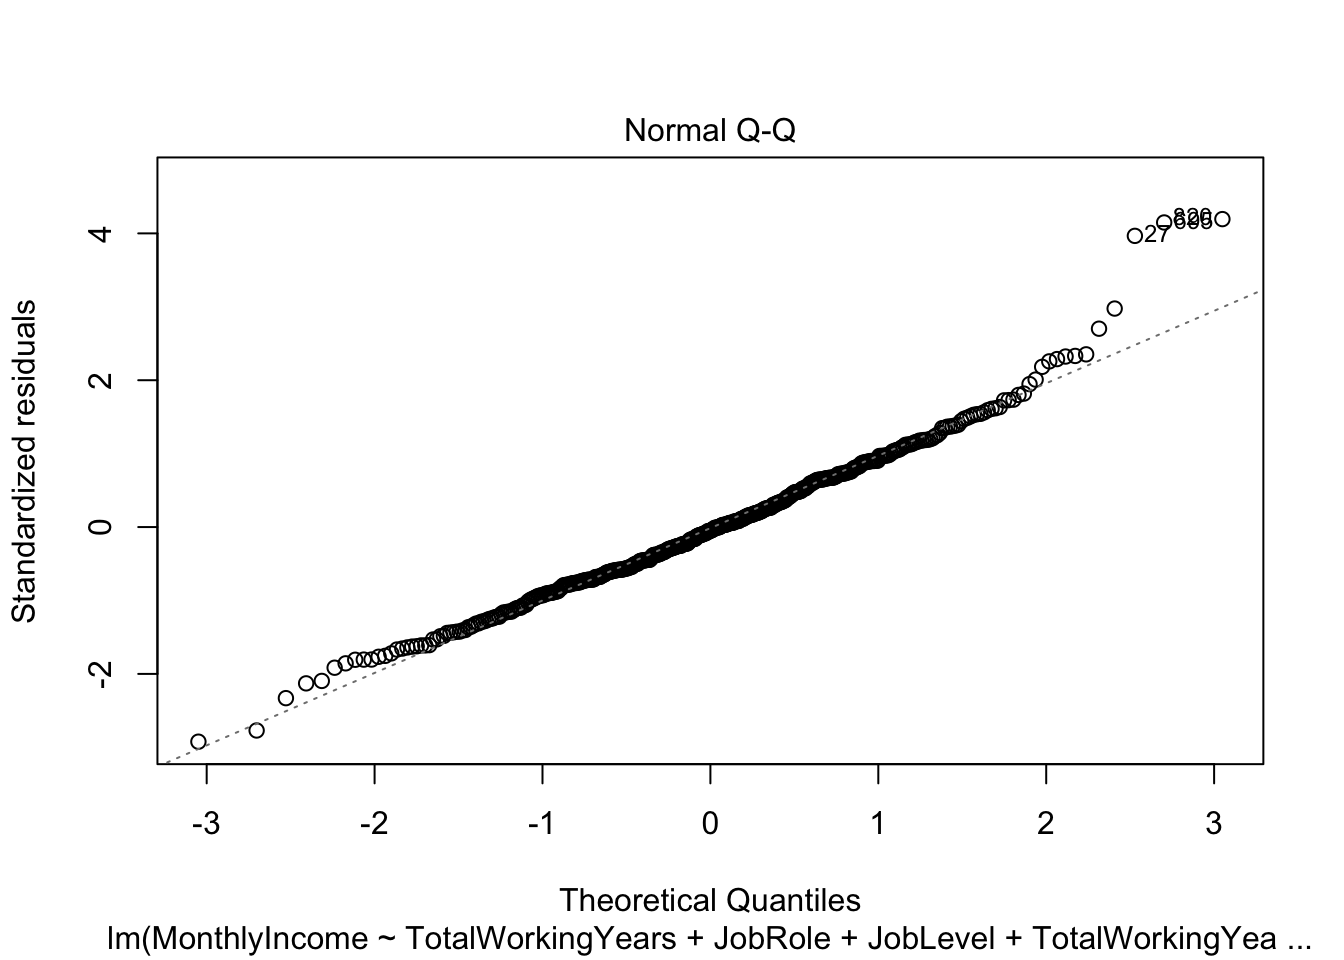 Normal Q-Q
Standardized residuals
4
2
0
-2
27
-3 -2 -1 0 1 2 3
Theoretical Quantiles
lm(MonthlyIncome ~ TotalWorkingYears + JobRole + JobLevel + TotalWorkingYea ...